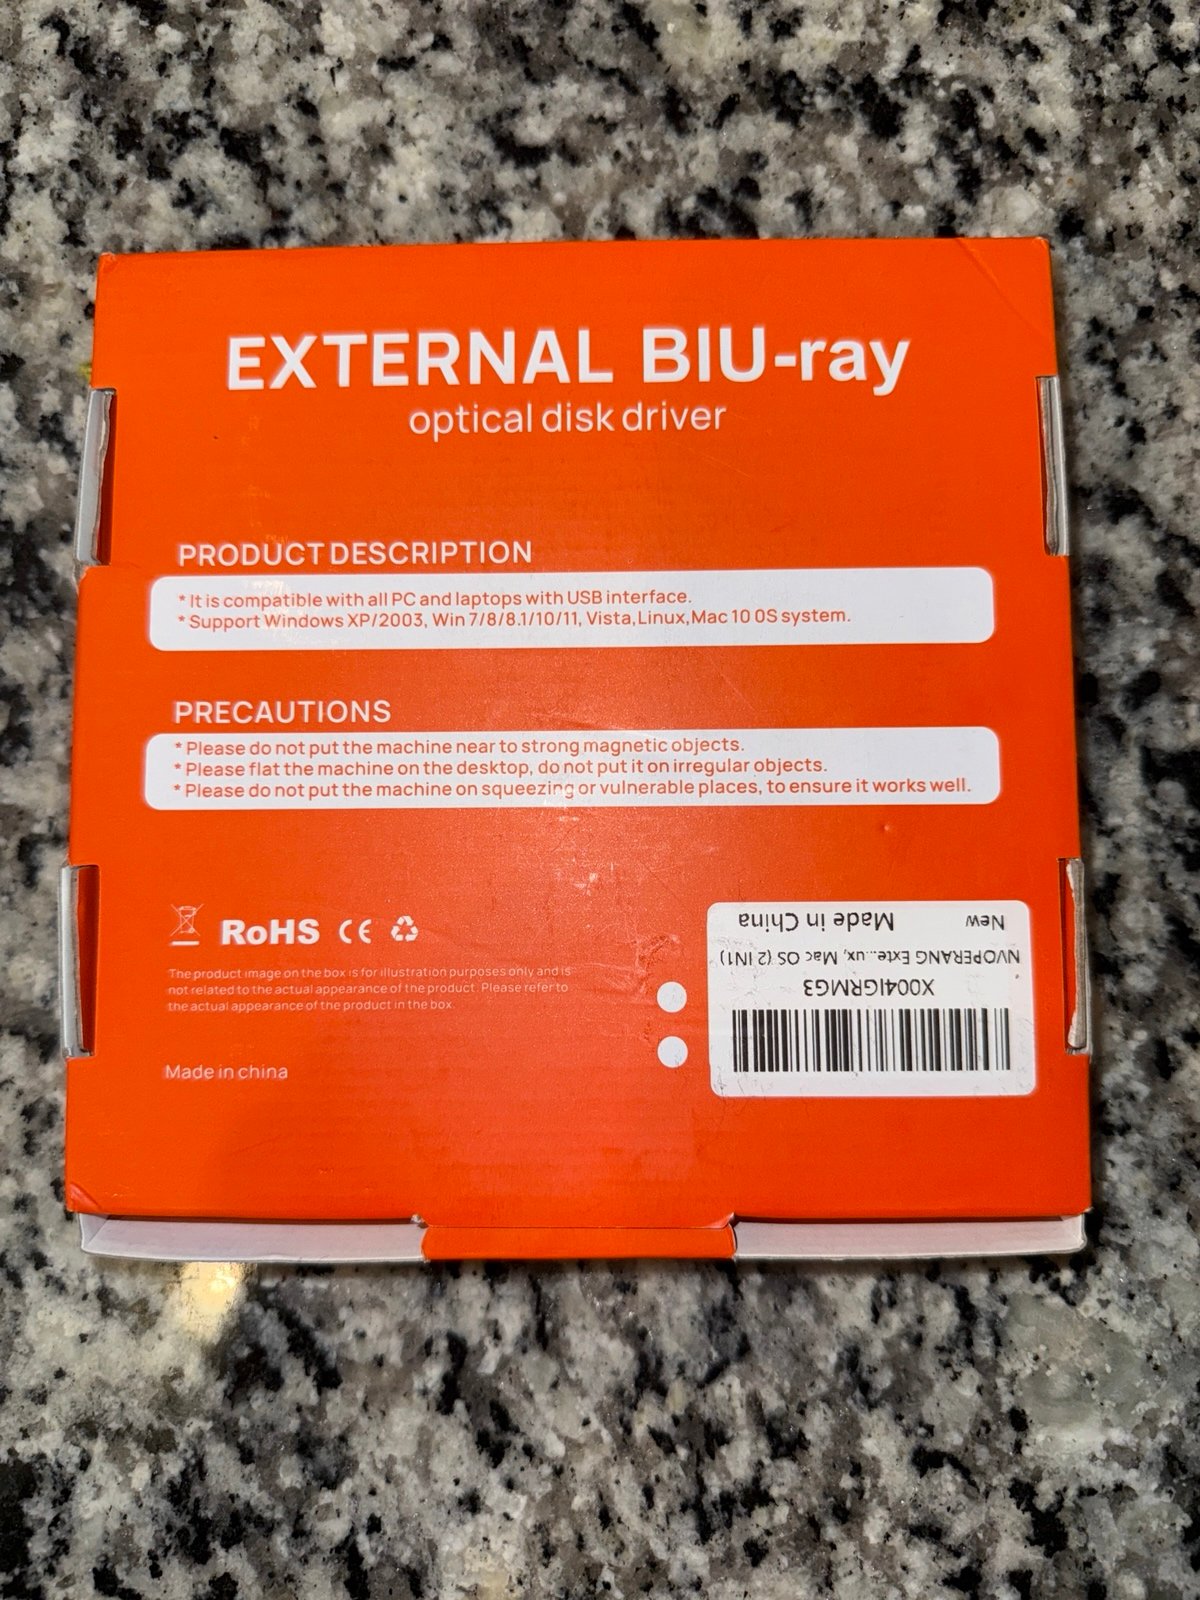 EXTERNAL BIU-ray
optical disk driver
PRODUCT DESCRIPTION
* It is compatible with all PC and laptops with USB interface.
* Support Windows XP/2003, Win 7/8/8.1/10/11, Vista,Linux,Mac 10 0S system.
PRECAUTIONS
* Please do not put the machine near to strong magnetic objects.
* Please flat the machine on the desktop, do not put it on irregular objects.
* Please do not put the machine on squeezing or vulnerable places, to ensure it works well.
RoHS CE
The product image on the box is for illustration purposes only and is
not related to the actual appearance of the product. Please refer to
the actual appearance of the product in the box.
Made in china
X004IGRMG3
NVOPERANG Exte...ux, Mac OS (2 IN1)
New Made in China